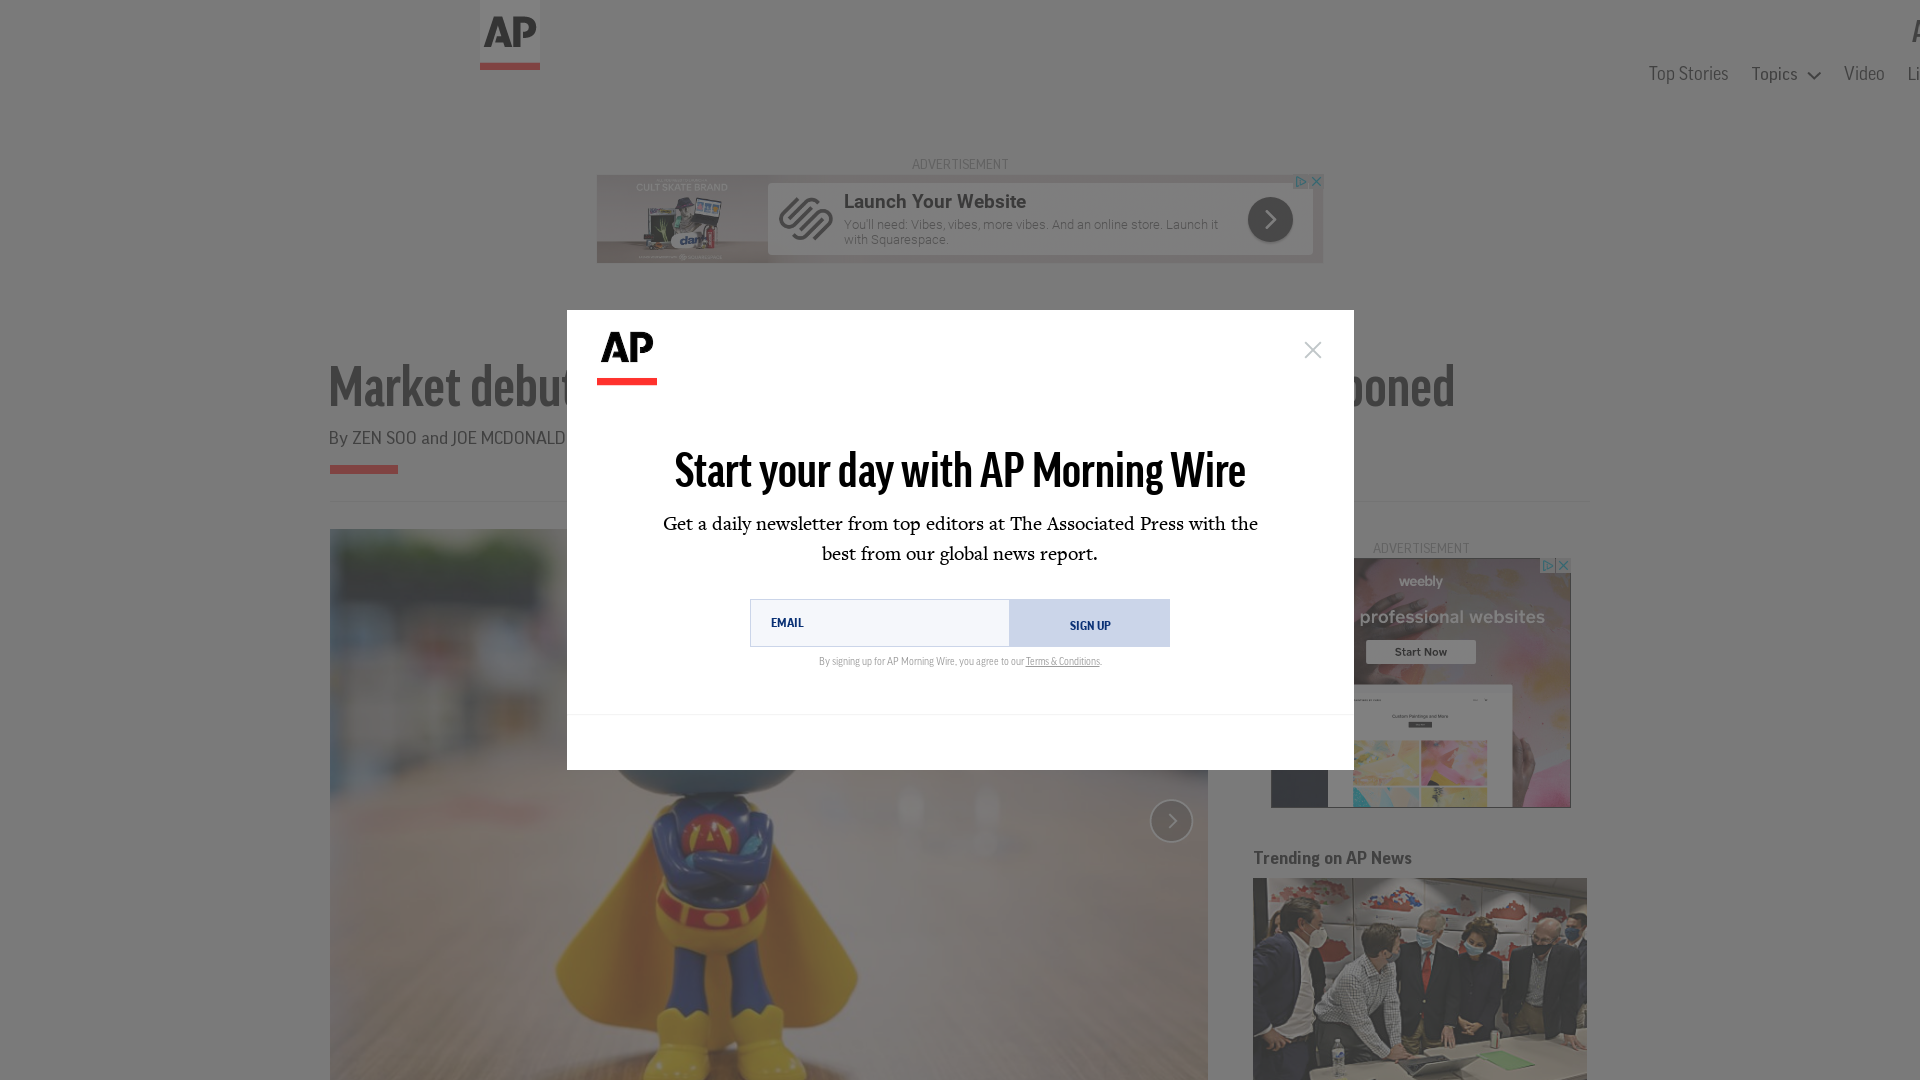 AP
Top Stories
Topics
Video
ADVERTISEMENT
CULT SKATE BRAND
Launch Your Website
You'll need: Vibes, vibes, more vibes. And an online store. Launch it
with Squarespace.
AP
Market debut
poned
By ZEN SOO and JOE MCDONALD
Start your day with AP Morning Wire
Get a daily newsletter from top editors at The Associated Press with the
best from our global news report.
EMAIL
SIGN UP
By signing up for AP Morning Wire, you agree to our Terms & Conditions.
ADVERTISEMENT
weebly
professional websites
Start Now
Trending on AP News